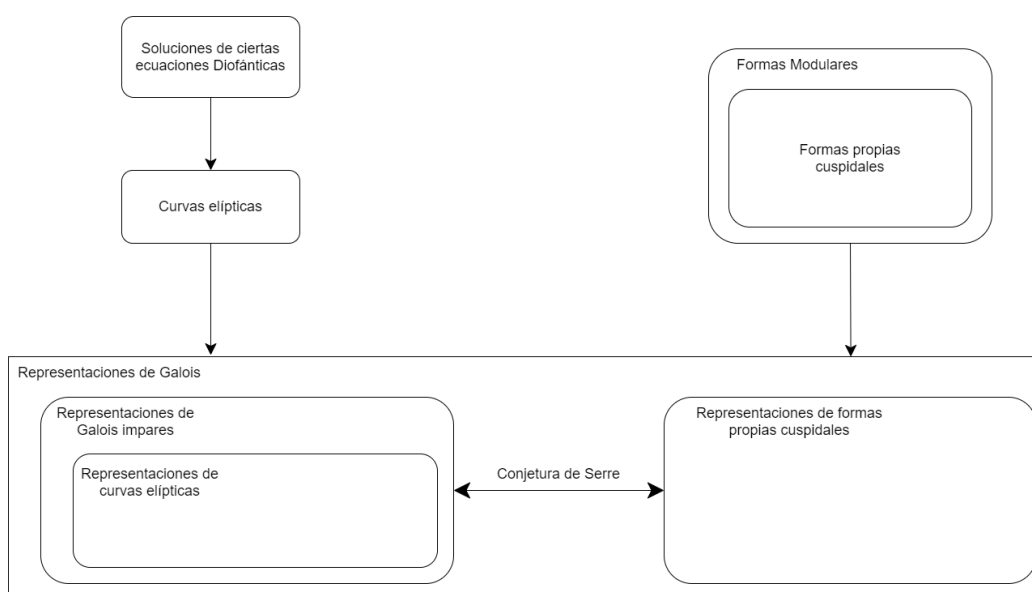 Soluciones de ciertas
ecuaciones Diofánticas
Formas Modulares
Formas propias
cuspidales
Curvas elípticas
Representaciones de Galois
Representaciones de
Galois impares
Representaciones de
curvas elípticas
Conjetura de Serre
Representaciones de formas
propias cuspidales